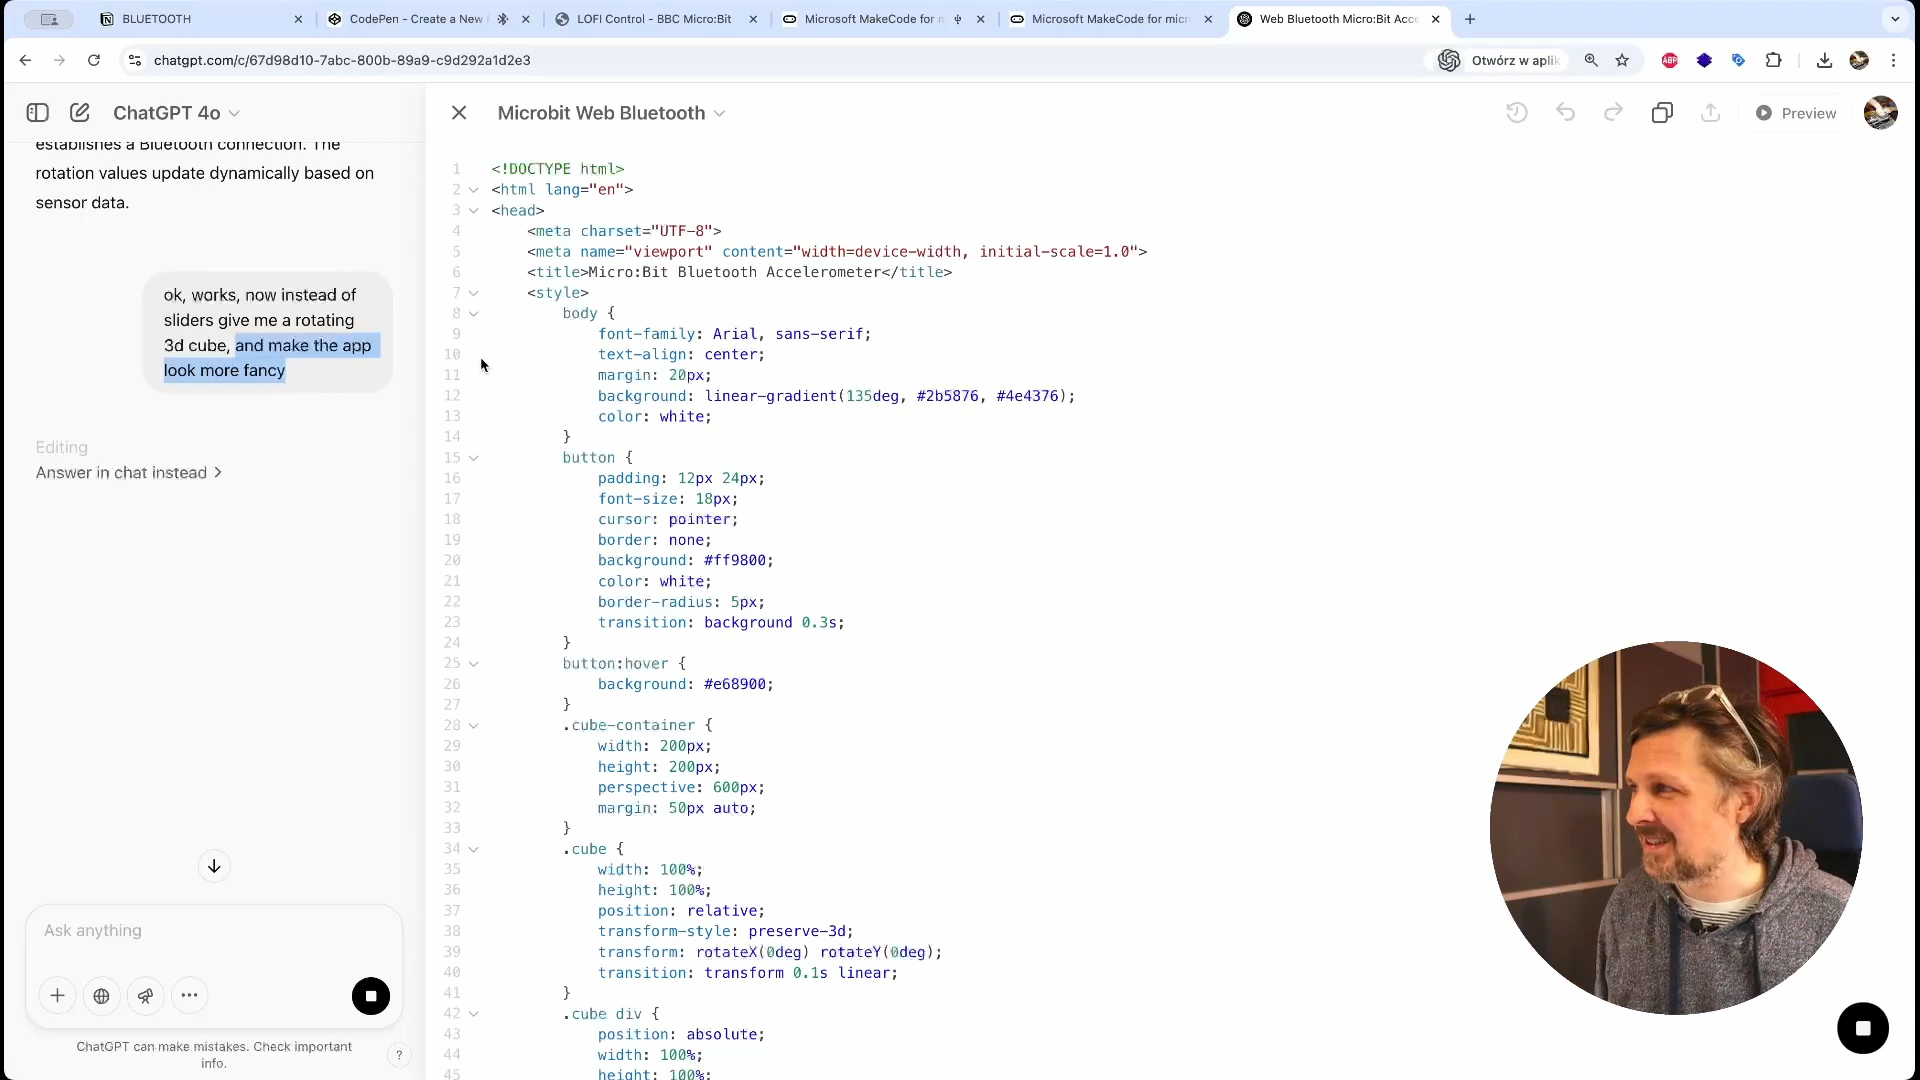 BLUETOOTH
CodePen - Create a New
LOFI Control - BBC Micro:Bit
Microsoft MakeCode for m
Microsoft MakeCode for micr
Web Bluetooth Micro:Bit Acc
chatgpt.com/c/67d98d10-7abc-800b-89a9-c9d292a1d2e3
Otwórz w aplik
ABP
ChatGPT 4o
establishes a Bluetooth connection. The
rotation values update dynamically based on
sensor data.
ok, works, now instead of
sliders give me a rotating
3d cube, and make the app
look more fancy
Editing
Answer in chat instead >
Ask anything
ChatGPT can make mistakes. Check important
info.
?
Microbit Web Bluetooth
Preview
1 <!DOCTYPE html>
2 <html lang="en">
3 <head>
4 <meta charset="UTF-8">
5 <meta name="viewport" content="width=device-width, initial-scale=1.0">
6 <title>Micro:Bit Bluetooth Accelerometer</title>
7 <style>
8 body {
9 font-family: Arial, sans-serif;
10 text-align: center;
11 margin: 20px;
12 background: linear-gradient(135deg, #2b5876, #4e4376);
13 color: white;
14 }
15 button {
16 padding: 12px 24px;
17 font-size: 18px;
18 cursor: pointer;
19 border: none;
20 background: #ff9800;
21 color: white;
22 border-radius: 5px;
23 transition: background 0.3s;
24 }
25 button:hover {
26 background: #e68900;
27 }
28 .cube-container {
29 width: 200px;
30 height: 200px;
31 perspective: 600px;
32 margin: 50px auto;
33 }
34 .cube {
35 width: 100%;
36 height: 100%;
37 position: relative;
38 transform-style: preserve-3d;
39 transform: rotateX(0deg) rotateY(0deg);
40 transition: transform 0.1s linear;
41 }
42 .cube div {
43 position: absolute;
44 width: 100%;
45 height: 100%;